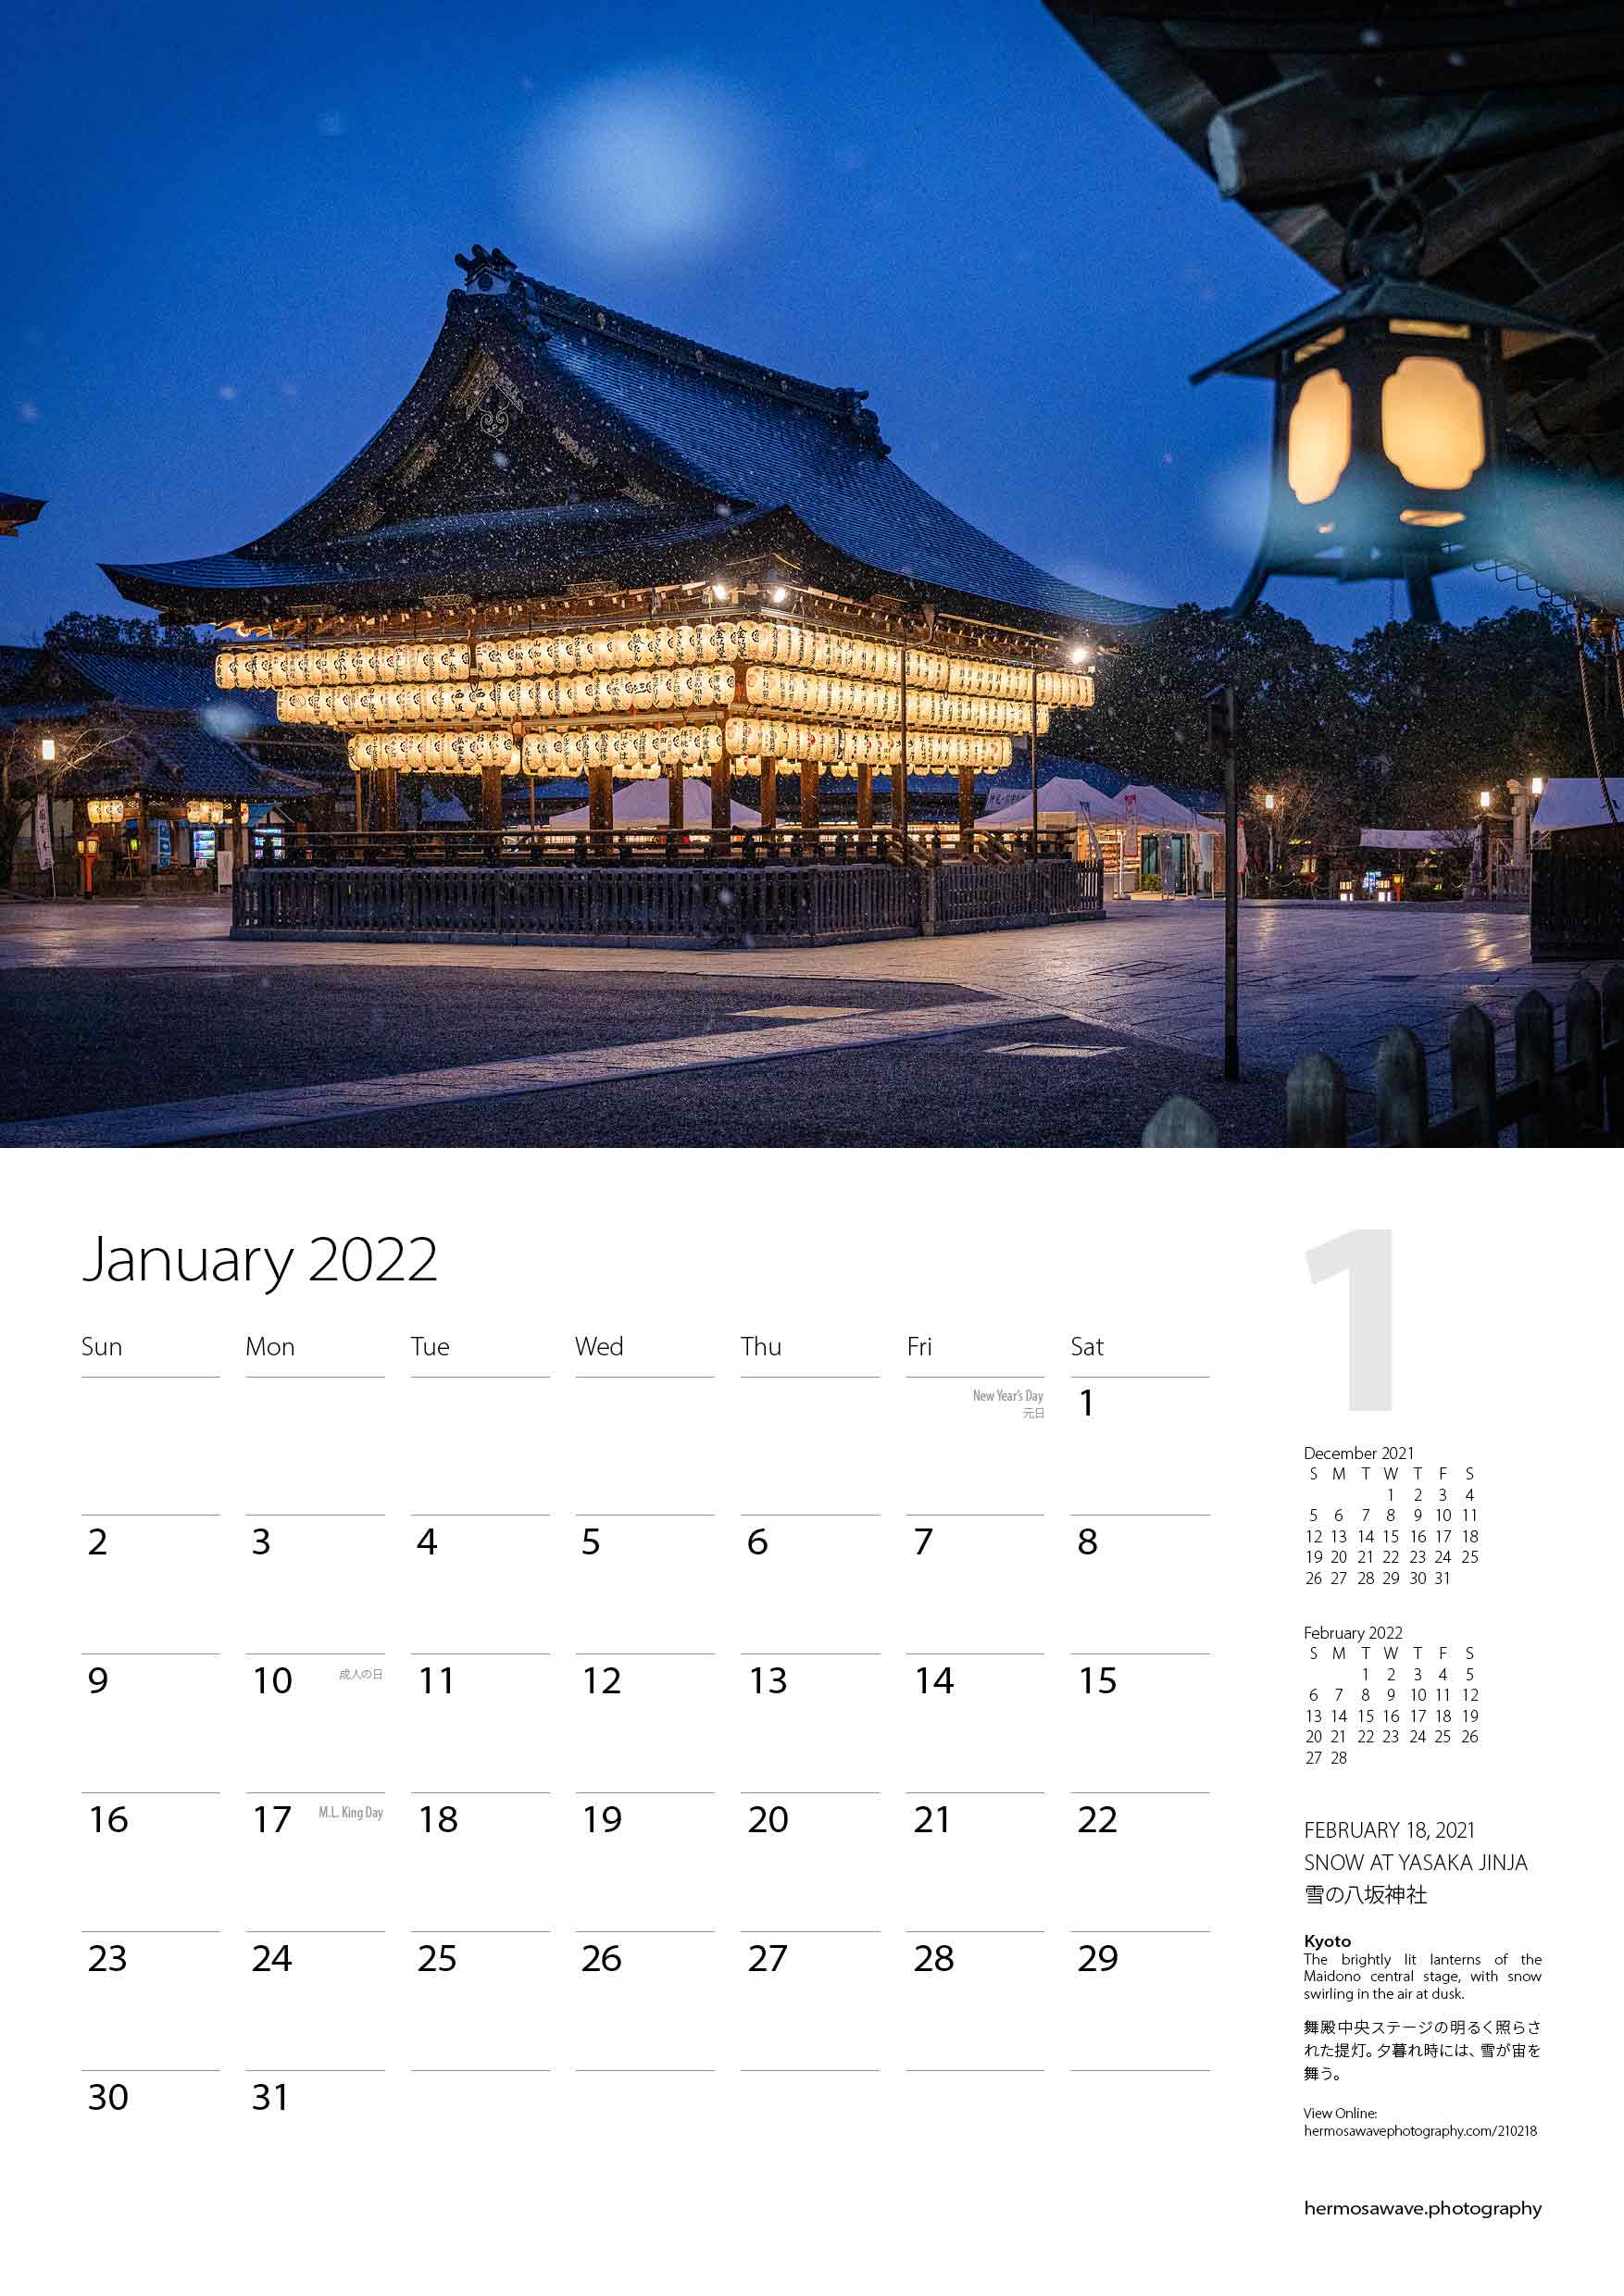 January 2022
Sun Mon Tue Wed Thu Fri Sat
New Year's Day
元日
1
2 3 4 5 6 7 8
9 10 成人の日 11 12 13 14 15
16 17 M.L. King Day 18 19 20 21 22
23 24 25 26 27 28 29
30 31
1
December 2021
S M T W T F S
1 2 3 4
5 6 7 8 9 10 11
12 13 14 15 16 17 18
19 20 21 22 23 24 25
26 27 28 29 30 31
February 2022
S M T W T F S
1 2 3 4 5
6 7 8 9 10 11 12
13 14 15 16 17 18 19
20 21 22 23 24 25 26
27 28
FEBRUARY 18, 2021
SNOW AT YASAKA JINJA
雪の八坂神社
Kyoto
The brightly lit lanterns of the
Maidono central stage, with snow
swirling in the air at dusk.
舞殿中央ステージの明るく照らさ
れた提灯。夕暮れ時には、雪が宙を
舞う。
View Online:
hermosawavephotography.com/210218
hermosawave.photography